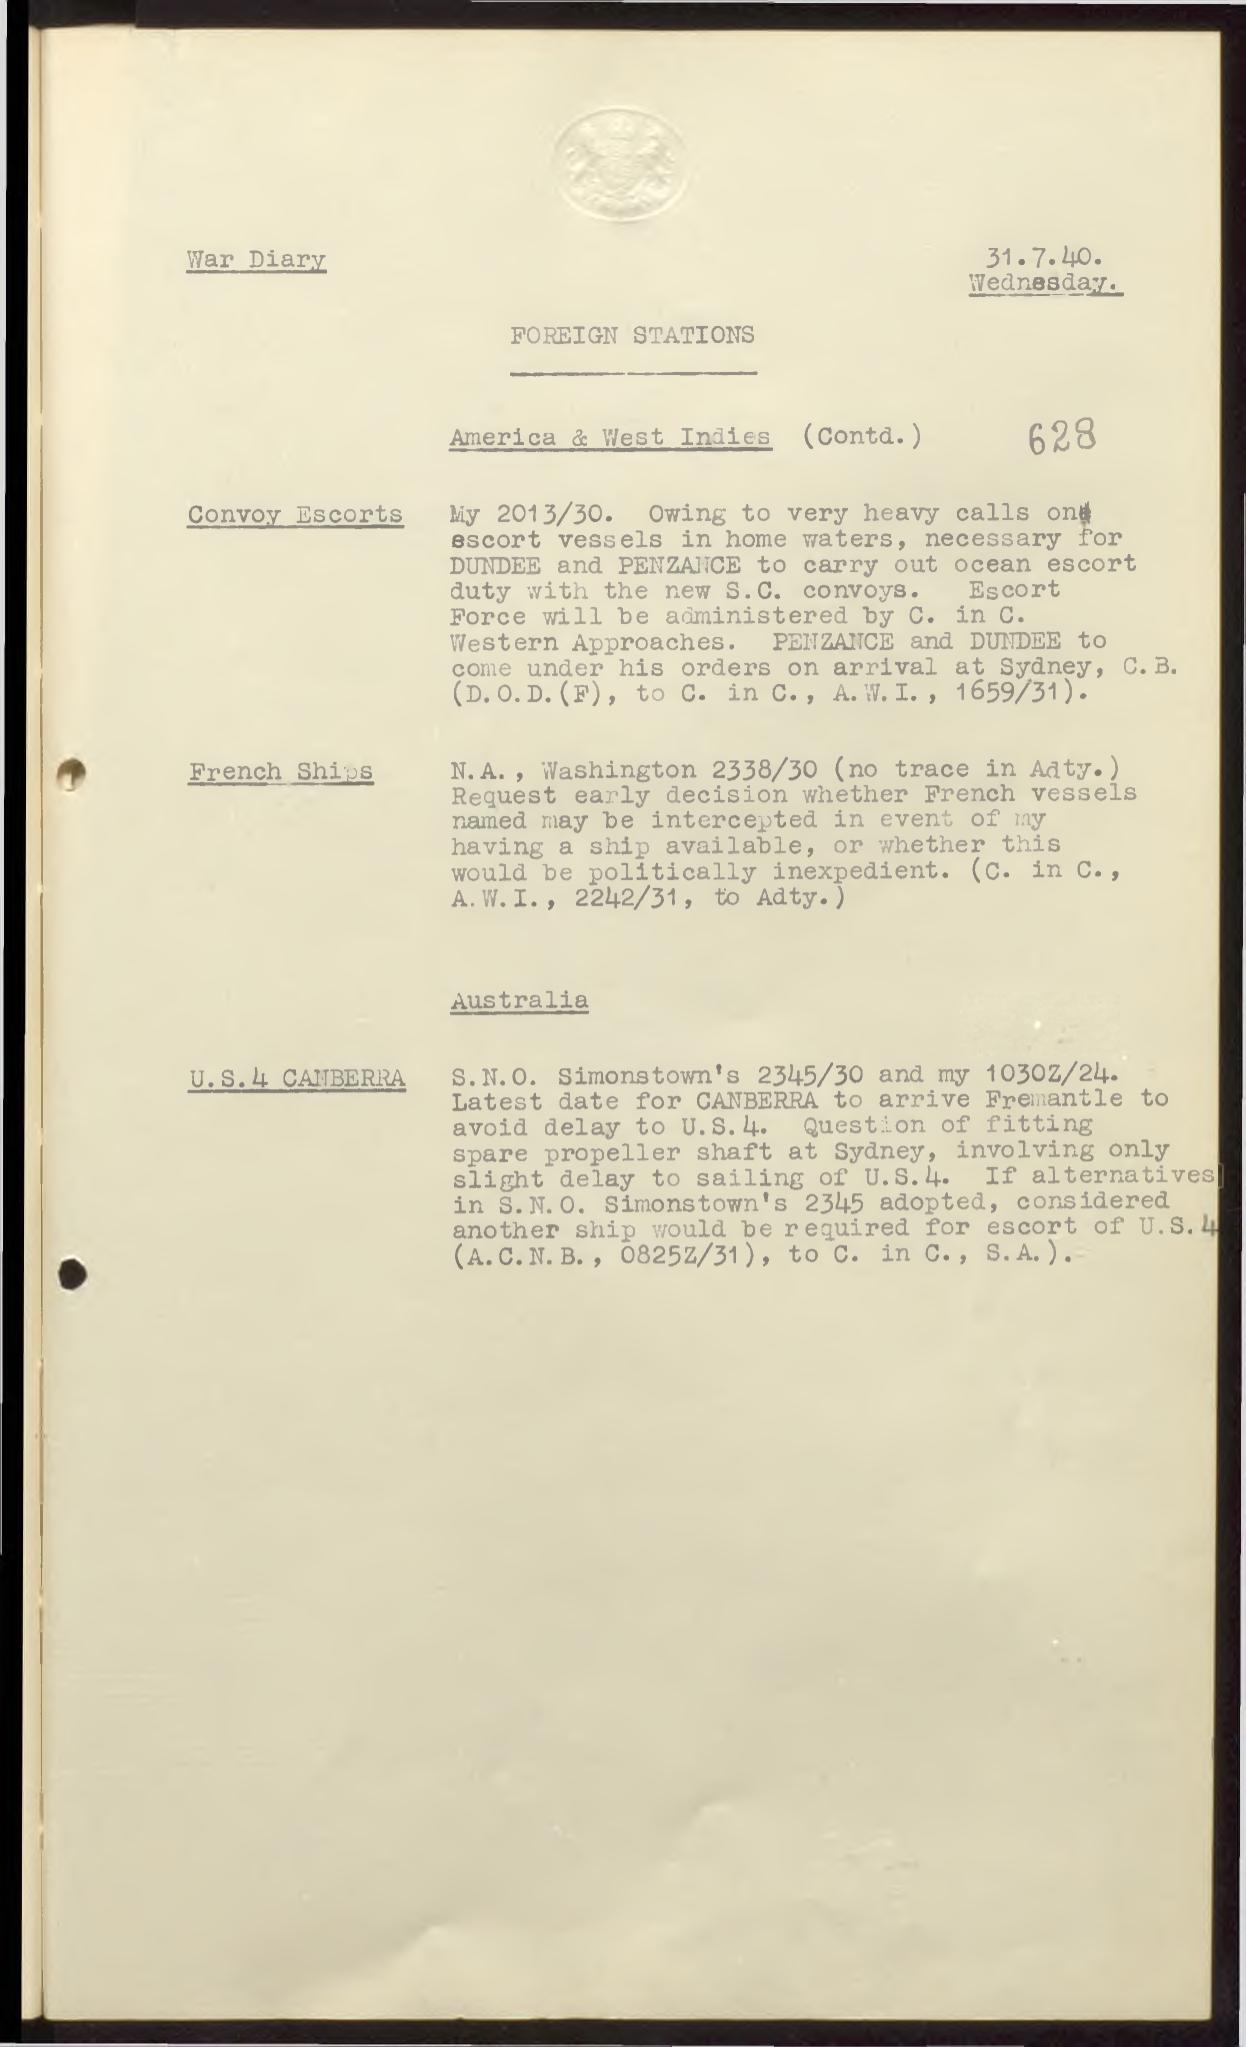 War Diary
31.7.40.
Wednesday.
FOREIGN STATIONS
America & West Indies (Contd.)
628
Convoy Escorts
My 2013/30. Owing to very heavy calls on
escort vessels in home waters, necessary for
DUNDEE and PENZANCE to carry out ocean escort
duty with the new S.C. convoys. Escort
Force will be administered by C. in C.
Western Approaches. PENZANCE and DUNDEE to
come under his orders on arrival at Sydney, C.B.
(D.O.D.(F), to C. in C., A.W.I., 1659/31).
French Ships
N.A., Washington 2338/30 (no trace in Adty.)
Request early decision whether French vessels
named may be intercepted in event of my
having a ship available, or whether this
would be politically inexpedient. (C. in C.,
A.W.I., 2242/31, to Adty.)
Australia
U.S.4 CANBERRA
S.N.O. Simonstown's 2345/30 and my 1030Z/24.
Latest date for CANBERRA to arrive Fremantle to
avoid delay to U.S.4. Question of fitting
spare propeller shaft at Sydney, involving only
slight delay to sailing of U.S.4. If alternatives
in S.N.O. Simonstown's 2345 adopted, considered
another ship would be required for escort of U.S.4
(A.C.N.B., 0825Z/31), to C. in C., S.A.).